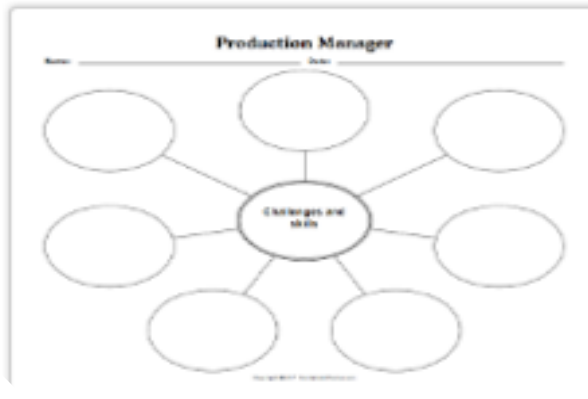 Production Manager
Name: Date:
Challenges and
skills